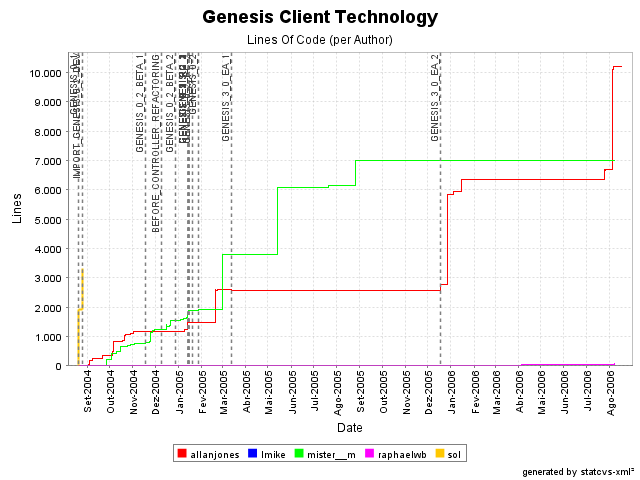 Genesis Client Technology
Lines Of Code (per Author)
Lines
10.000
9.000
8.000
7.000
6.000
5.000
4.000
3.000
2.000
1.000
0
GENESIS_0_2_BETA_1
BEFORE_CONTROLLER_REFACTORING
GENESIS_0_2_BETA_2
GENESIS_3_0_EA_1
GENESIS_3_0_EA_2
Set-2004
Out-2004
Nov-2004
Dez-2004
Jan-2005
Fev-2005
Mar-2005
Abr-2005
Mai-2005
Jun-2005
Jul-2005
Ago-2005
Set-2005
Out-2005
Nov-2005
Dez-2005
Jan-2006
Fev-2006
Mar-2006
Abr-2006
Mai-2006
Jun-2006
Jul-2006
Ago-2006
Date
allanjones
lmike
mister__m
raphaelwb
sol
generated by statcvs-xml²